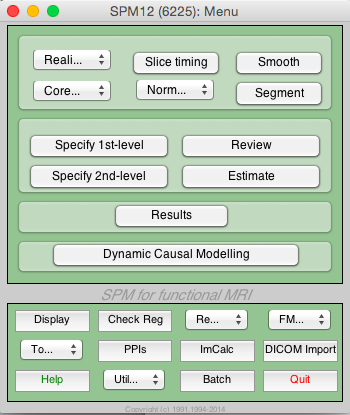 SPM12 (6225): Menu
Reali...
Slice timing
Smooth
Core...
Norm...
Segment
Specify 1st-level
Review
Specify 2nd-level
Estimate
Results
Dynamic Causal Modelling
SPM for functional MRI
Display
Check Reg
Re...
FM...
To...
PPIs
ImCalc
DICOM Import
Help
Util...
Batch
Quit
Copyright (c) 1991,1994-2014